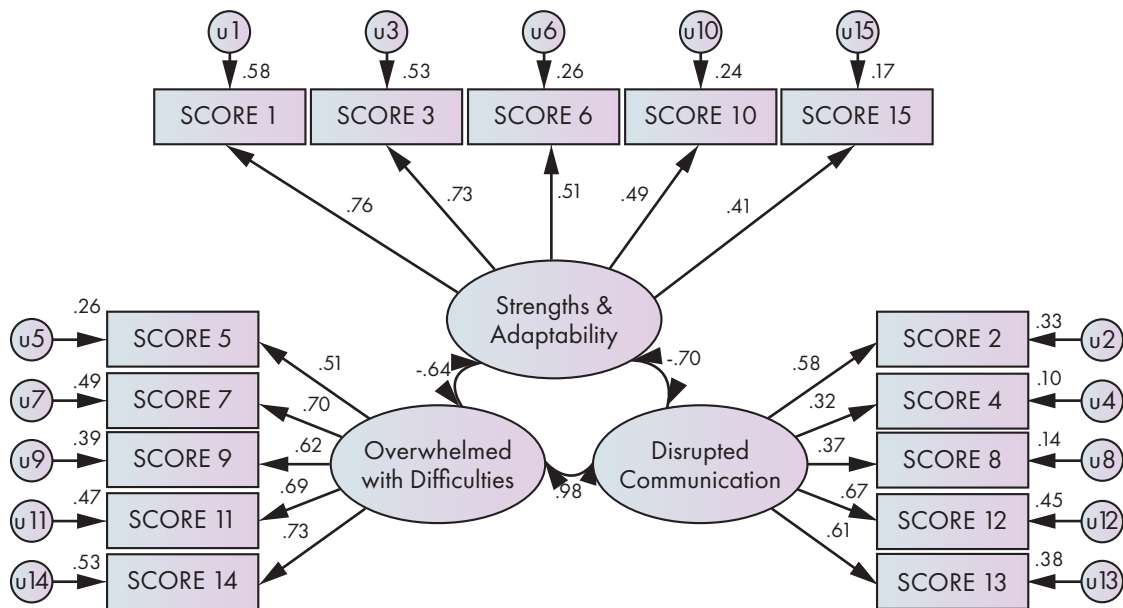 u1 u3 u6 u10 u15
.58 .53 .26 .24 .17
SCORE 1 SCORE 3 SCORE 6 SCORE 10 SCORE 15
.76 .73 .51 .49 .41
Strengths &
Adaptability
-.64 -.70
.98
u5 .26 SCORE 5 .51
u7 .49 SCORE 7 .70
u9 .39 SCORE 9 .62
u11 .47 SCORE 11 .69
u14 .53 SCORE 14 .73
Overwhelmed
with Difficulties
Disrupted
Communication
.58 SCORE 2 .33 u2
.32 SCORE 4 .10 u4
.37 SCORE 8 .14 u8
.67 SCORE 12 .45 u12
.61 SCORE 13 .38 u13